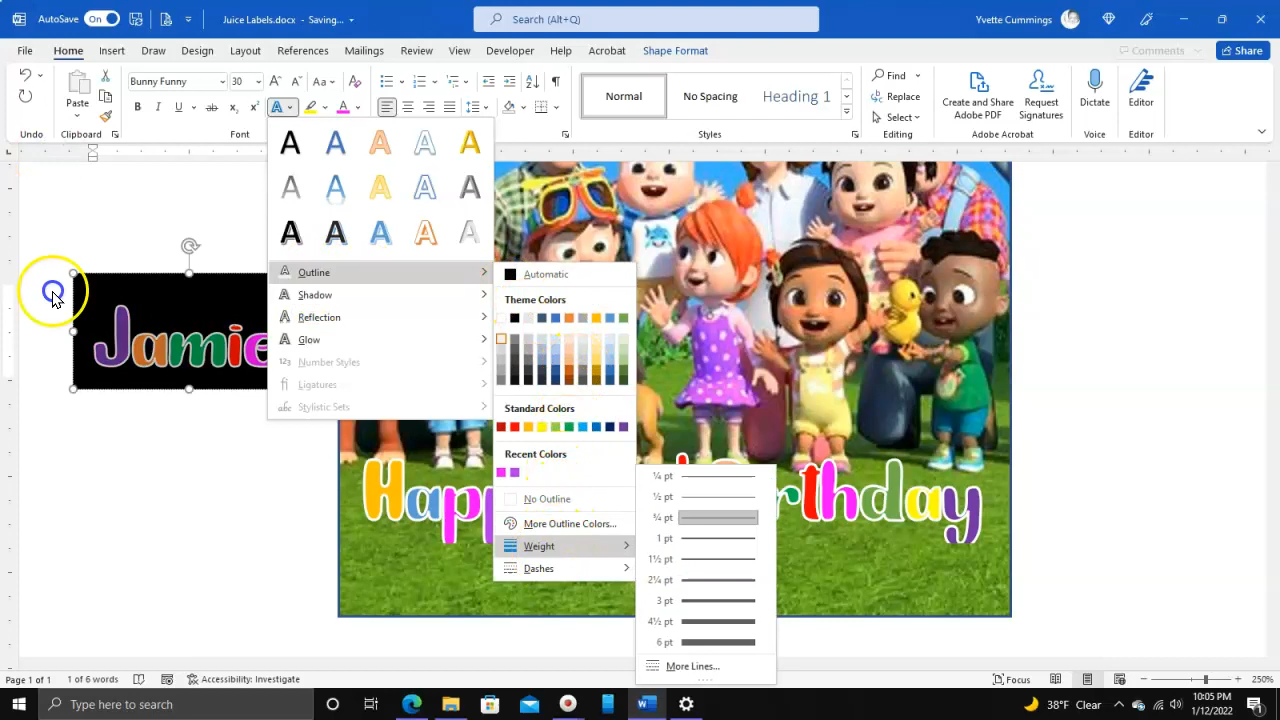 AutoSave On Juice Labels.docx - Saving... Search (Alt+Q) Yvette Cummings
File Home Insert Draw Design Layout References Mailings Review View Developer Help Acrobat Shape Format Comments Share
Paste
Bunny Funny 30 Aa
B I U ab x₂ x² A A
Normal No Spacing Heading 1
Find
Replace
Select
Create and Share Adobe PDF
Request Signatures
Dictate
Editor
Undo Clipboard Font Styles Editing Adobe Acrobat Voice Editor
A A A A A
A A A A A
A A A A A
Outline
Shadow
Reflection
Glow
Number Styles
Ligatures
Stylistic Sets
Automatic
Theme Colors
Standard Colors
Recent Colors
No Outline
More Outline Colors...
Weight
Dashes
¼ pt
½ pt
¾ pt
1 pt
1½ pt
2¼ pt
3 pt
4½ pt
6 pt
More Lines...
Jamie
Happ rthday
Page 1 of 1 1 of 6 words Accessibility: Investigate Focus 250%
Type here to search 38°F Clear 10:05 PM
1/12/2022